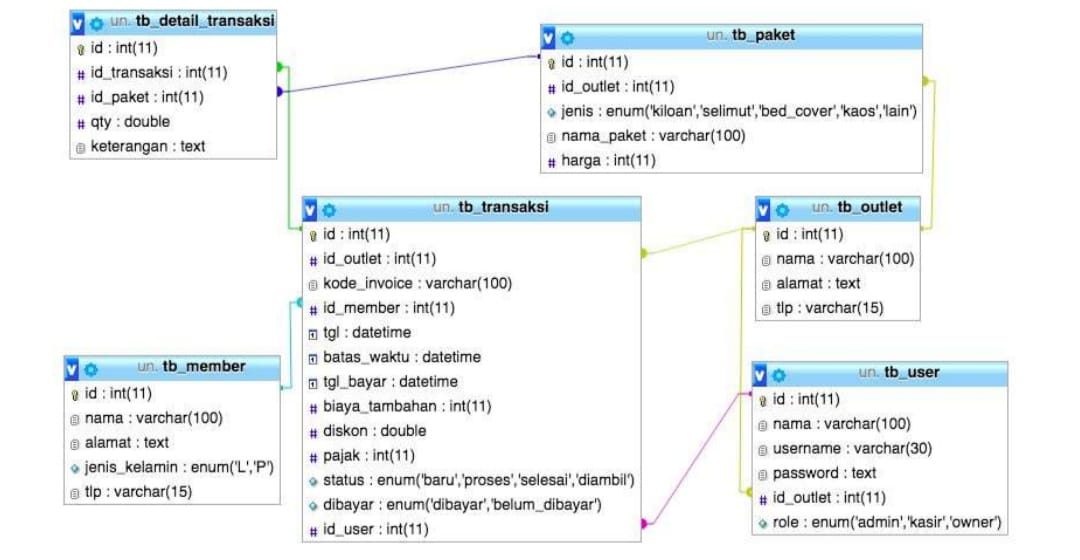 un. tb_detail_transaksi
id : int(11)
# id_transaksi : int(11)
# id_paket : int(11)
# qty : double
keterangan : text
un. tb_paket
id : int(11)
# id_outlet : int(11)
jenis : enum('kiloan','selimut','bed_cover','kaos','lain')
nama_paket : varchar(100)
# harga : int(11)
un. tb_transaksi
id : int(11)
# id_outlet : int(11)
kode_invoice : varchar(100)
# id_member : int(11)
tgl : datetime
batas_waktu : datetime
tgl_bayar : datetime
# biaya_tambahan : int(11)
# diskon : double
# pajak : int(11)
status : enum('baru','proses','selesai','diambil')
dibayar : enum('dibayar','belum_dibayar')
# id_user : int(11)
un. tb_outlet
id : int(11)
nama : varchar(100)
alamat : text
tlp : varchar(15)
un. tb_member
id : int(11)
nama : varchar(100)
alamat : text
jenis_kelamin : enum('L','P')
tlp : varchar(15)
un. tb_user
id : int(11)
nama : varchar(100)
username : varchar(30)
password : text
# id_outlet : int(11)
role : enum('admin','kasir','owner')